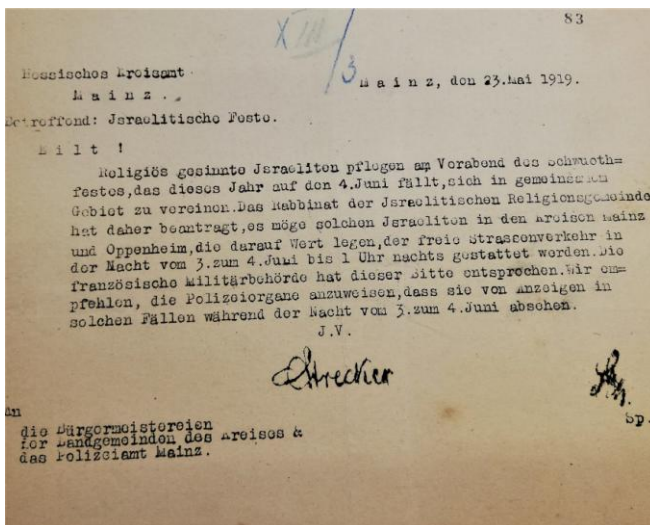 83
XIII/3
Hessisches Kreisamt
Mainz.
Mainz, den 23.Mai 1919.
Betreffend: Jsraelitische Feste.
Eilt !
Religiös gesinnte Jsraeliten pflegen am Vorabend des Schwuoth=
festes,das dieses Jahr auf den 4.Juni fällt,sich in gemeinsamem
Gebet zu vereinen.Das Rabbinat der Jsraelitischen Religionsgemeinde
hat daher beantragt,es möge solchen Jsraeliten in den Kreisen Mainz
und Oppenheim,die darauf Wert legen,der freie Strassenverkehr in
der Nacht vom 3.zum 4.Juni bis 1 Uhr nachts gestattet werden.Die
französische Militärbehörde hat dieser Bitte entsprochen.Wir em=
pfehlen, die Polizeiorgane anzuweisen,dass sie von Anzeigen in
solchen Fällen während der Nacht vom 3.zum 4.Juni absehen.
J.V.
Strecker
Sp.
An
die Bürgermeistereien
der Landgemeinden des Kreises &
das Polizeiamt Mainz.